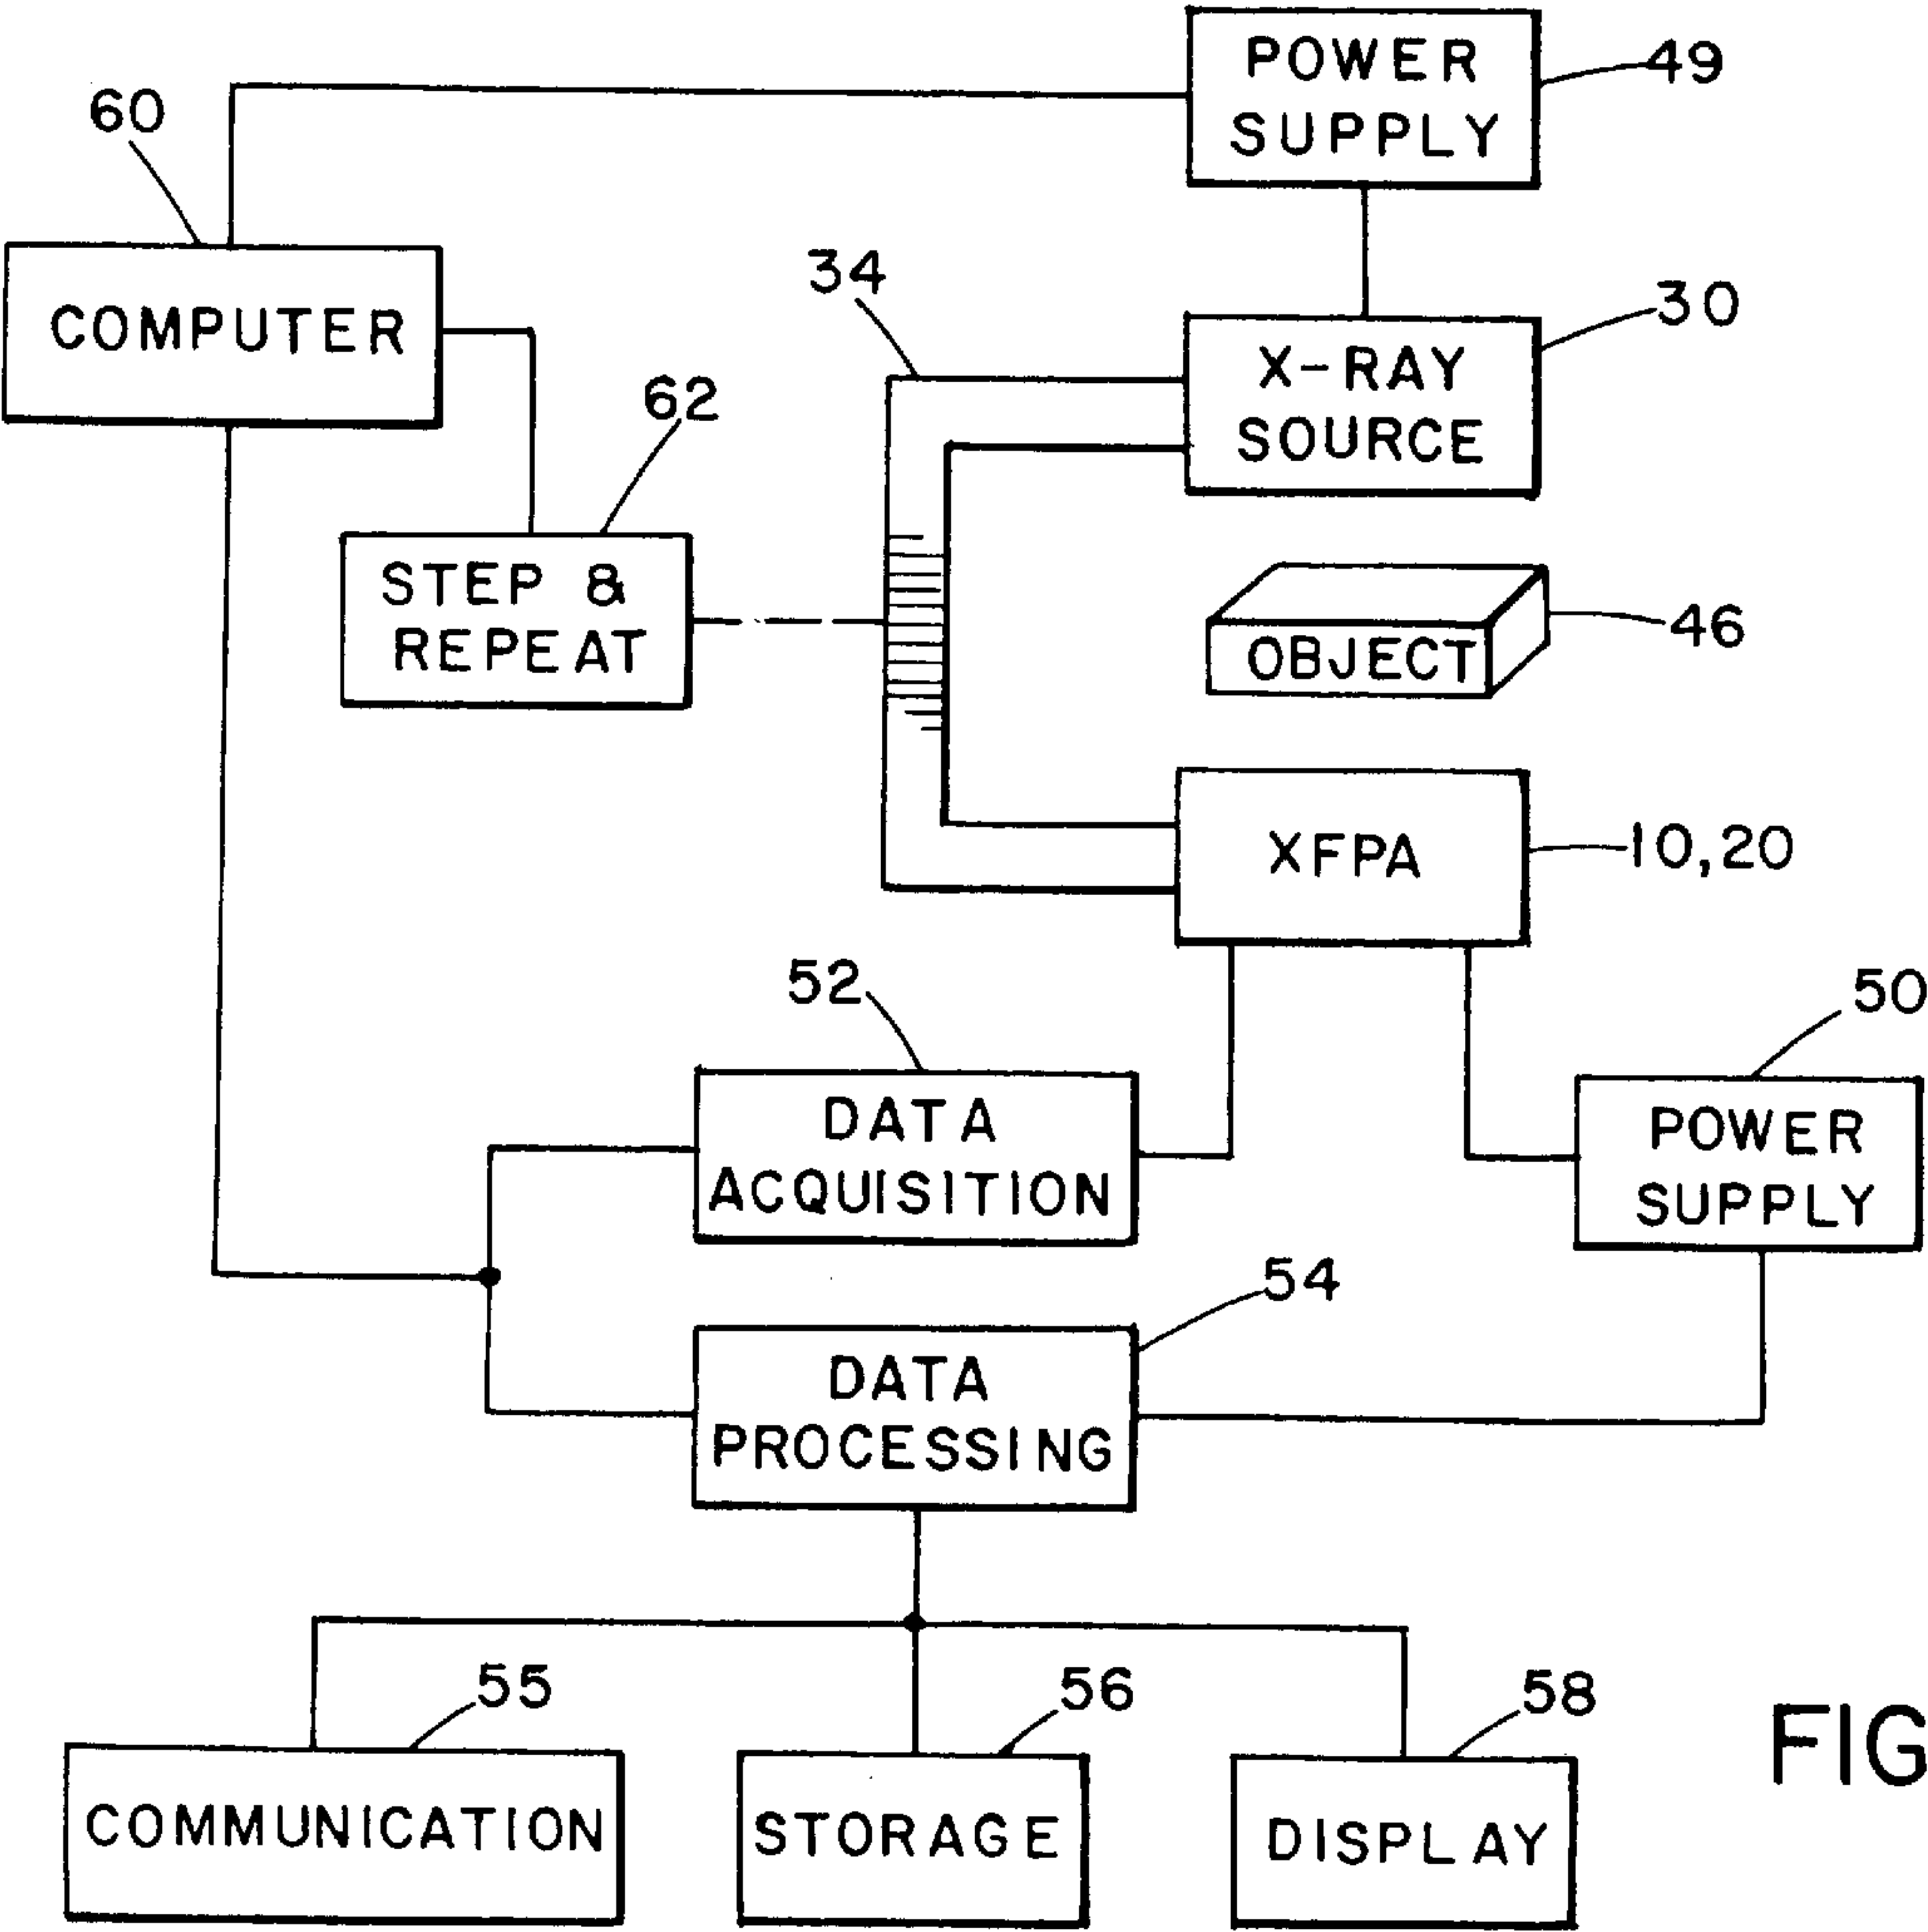 POWER
SUPPLY
49
60
COMPUTER
34
30
X-RAY
SOURCE
62
STEP &
REPEAT
OBJECT
46
XFPA
10,20
52
50
DATA
ACQUISITION
POWER
SUPPLY
54
DATA
PROCESSING
55
56
58
FIG
COMMUNICATION
STORAGE
DISPLAY